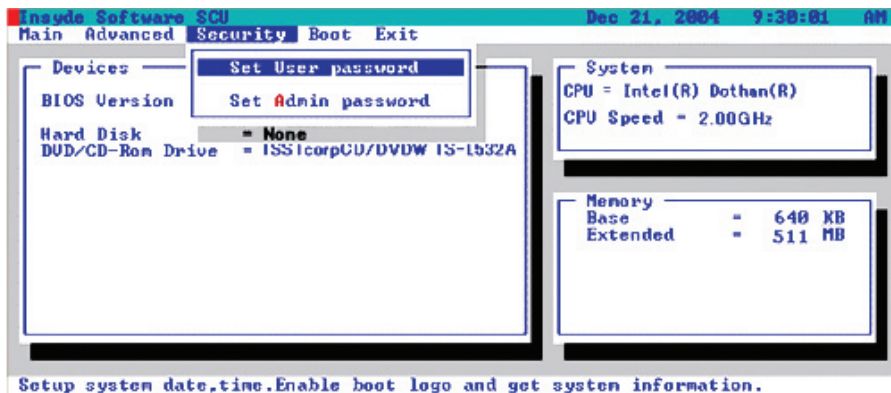 Insyde Software SCU Dec 21, 2004 9:30:01 AM
Main Advanced Security Boot Exit
Devices
BIOS Version
Hard Disk = None
DVD/CD-Rom Drive = TSSTcorpCD/DVDW TS-L532A
Set User password
Set Admin password
System
CPU = Intel(R) Dothan(R)
CPU Speed = 2.00GHz
Memory
Base = 640 KB
Extended = 511 MB
Setup system date,time.Enable boot logo and get system information.